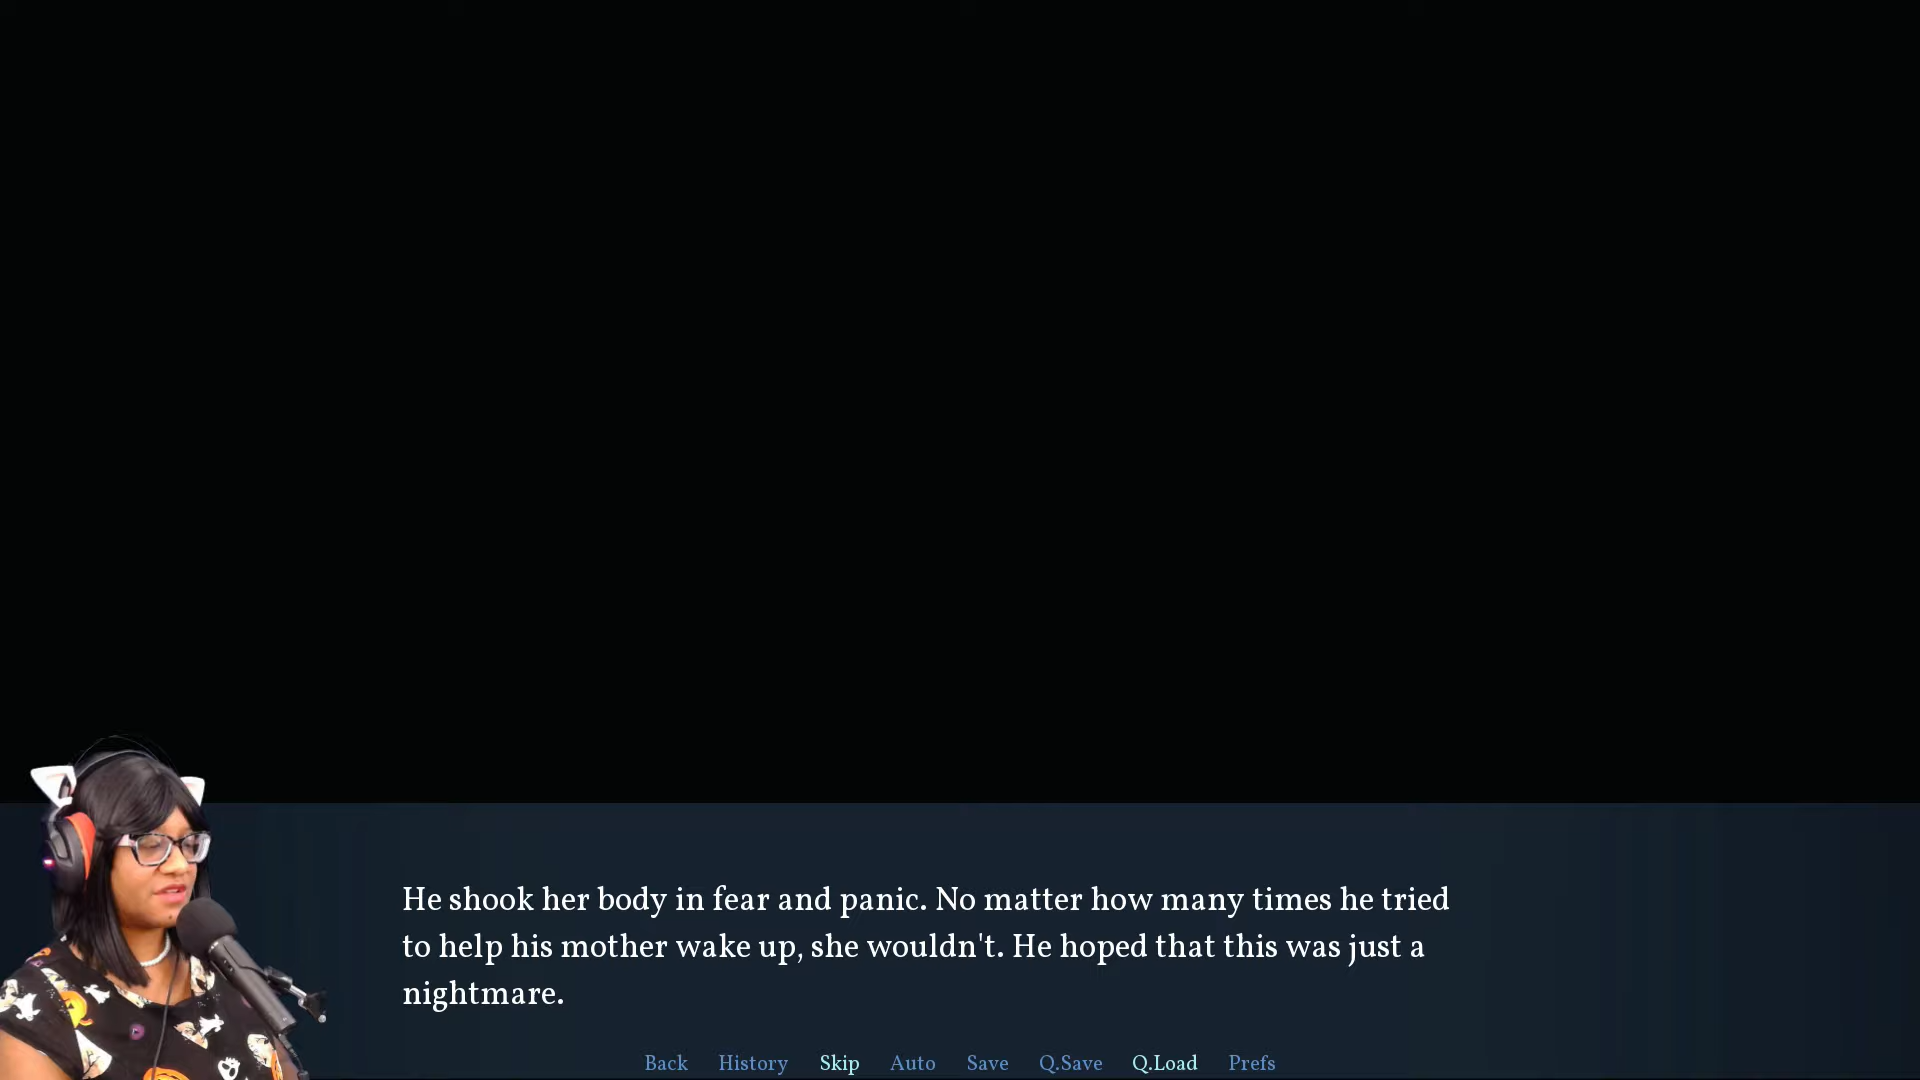 He shook her body in fear and panic. No matter how many times he tried
to help his mother wake up, she wouldn't. He hoped that this was just a
nightmare.
Back History Skip Auto Save Q.Save Q.Load Prefs